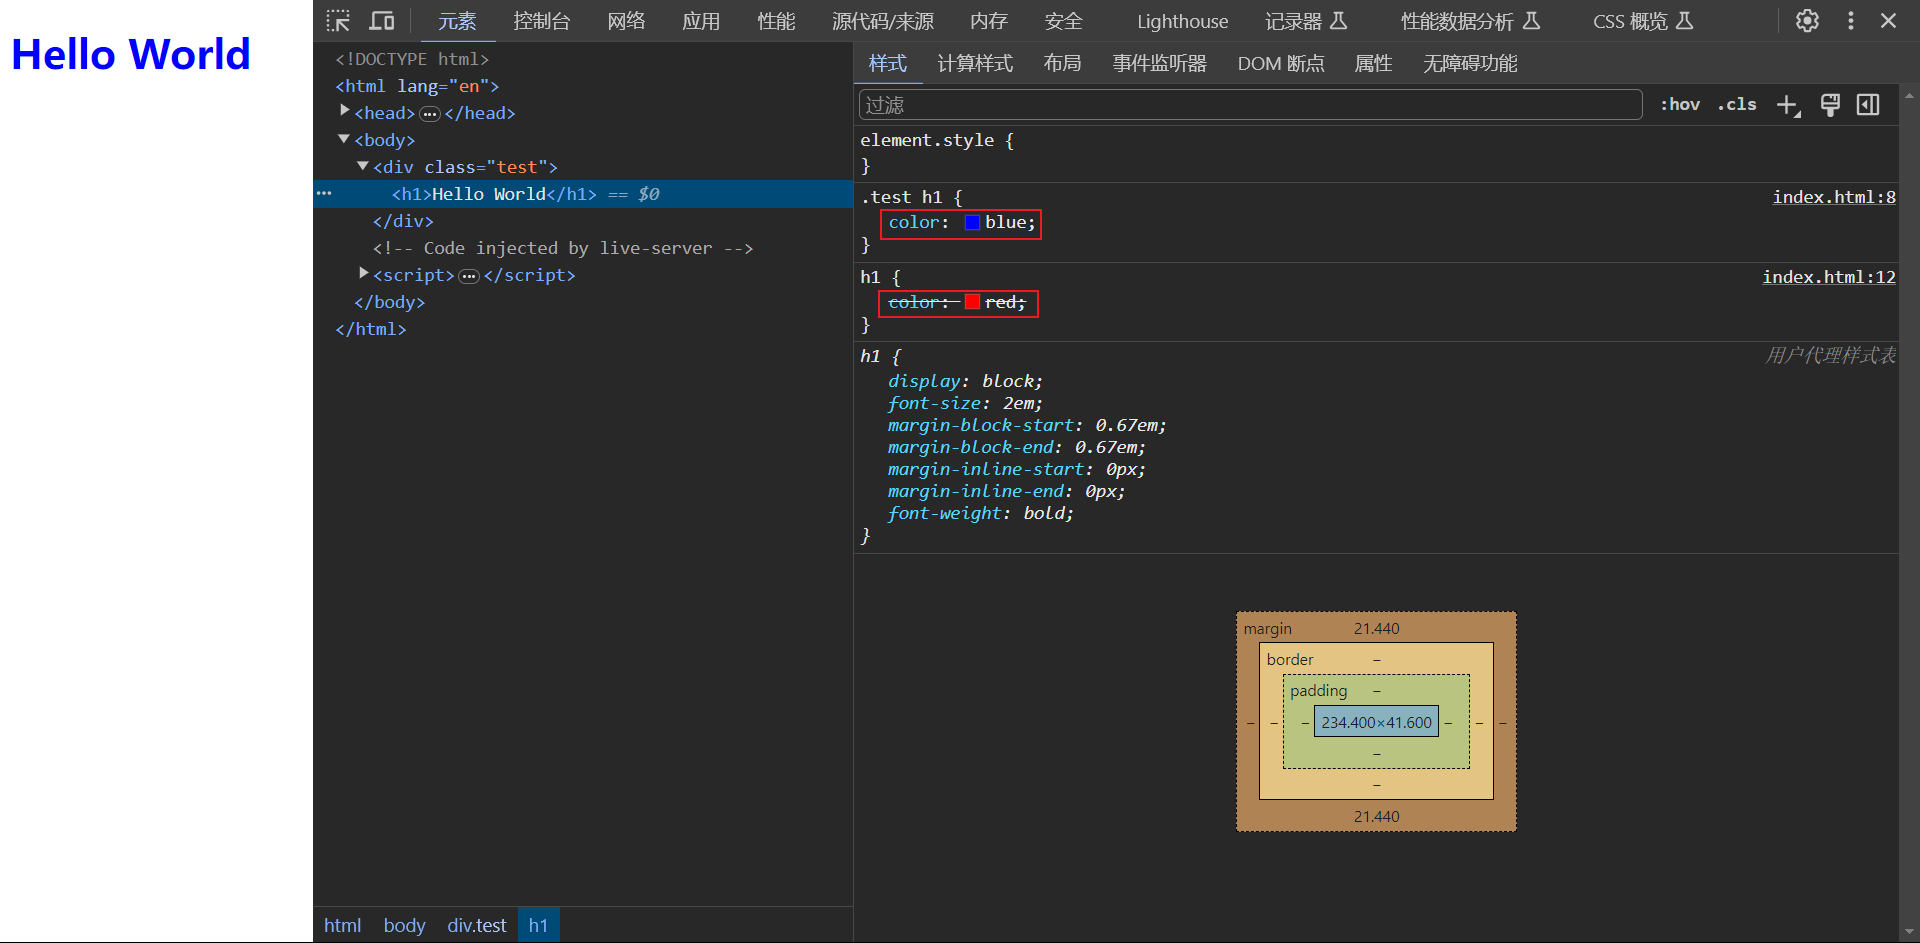 Hello World
元素 控制台 网络 应用 性能 源代码/来源 内存 安全 Lighthouse 记录器 性能数据分析 CSS 概览
<!DOCTYPE html>
<html lang="en">
<head>…</head>
<body>
<div class="test">
… <h1>Hello World</h1> == $0
</div>
<!-- Code injected by live-server -->
<script>…</script>
</body>
</html>
html body div.test h1
样式 计算样式 布局 事件监听器 DOM 断点 属性 无障碍功能
过滤 :hov .cls
element.style {
}
.test h1 { index.html:8
color: blue;
}
h1 { index.html:12
color: red;
}
h1 { 用户代理样式表
display: block;
font-size: 2em;
margin-block-start: 0.67em;
margin-block-end: 0.67em;
margin-inline-start: 0px;
margin-inline-end: 0px;
font-weight: bold;
}
margin 21.440
border –
padding –
– – – 234.400×41.600 – – –
–
–
21.440